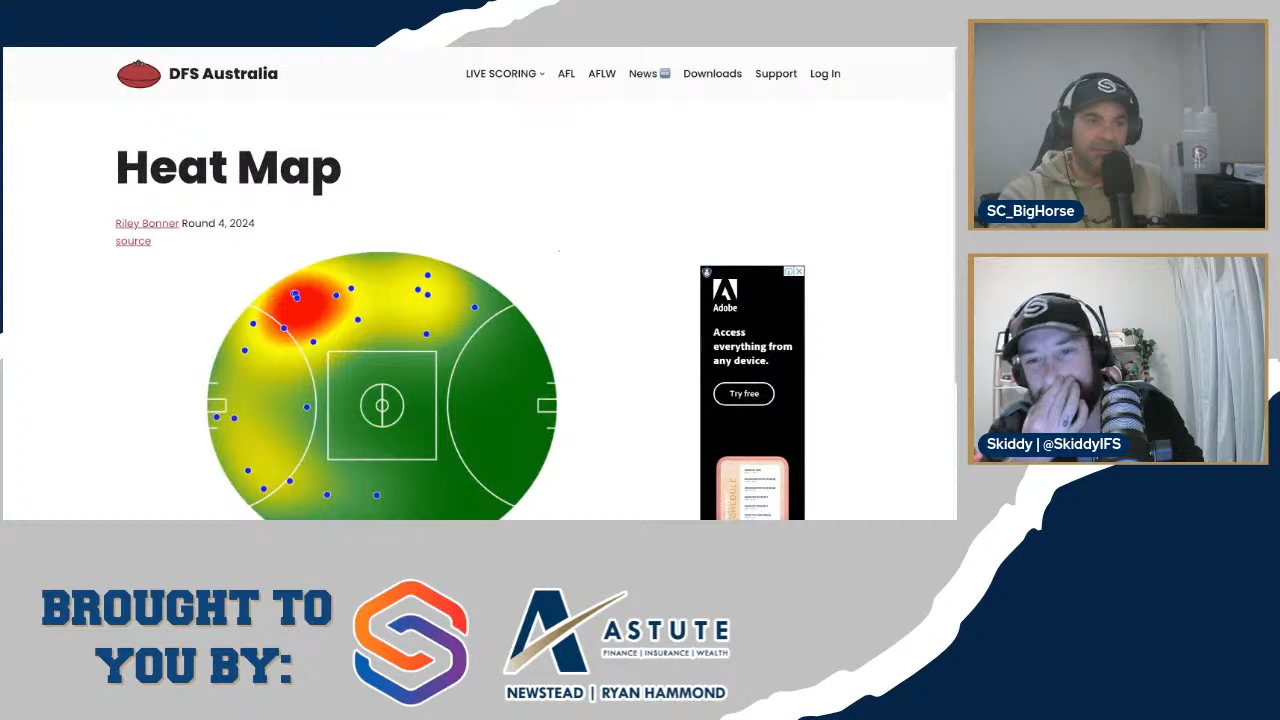 DFS Australia
LIVE SCORING AFL AFLW News Downloads Support Log In
Heat Map
Riley Bonner Round 4, 2024
source
Adobe
Access
everything from
any device.
Try free
SC_BigHorse
Skiddy | @SkiddyIFS
BROUGHT TO
YOU BY:
ASTUTE
FINANCE | INSURANCE | WEALTH
NEWSTEAD | RYAN HAMMOND